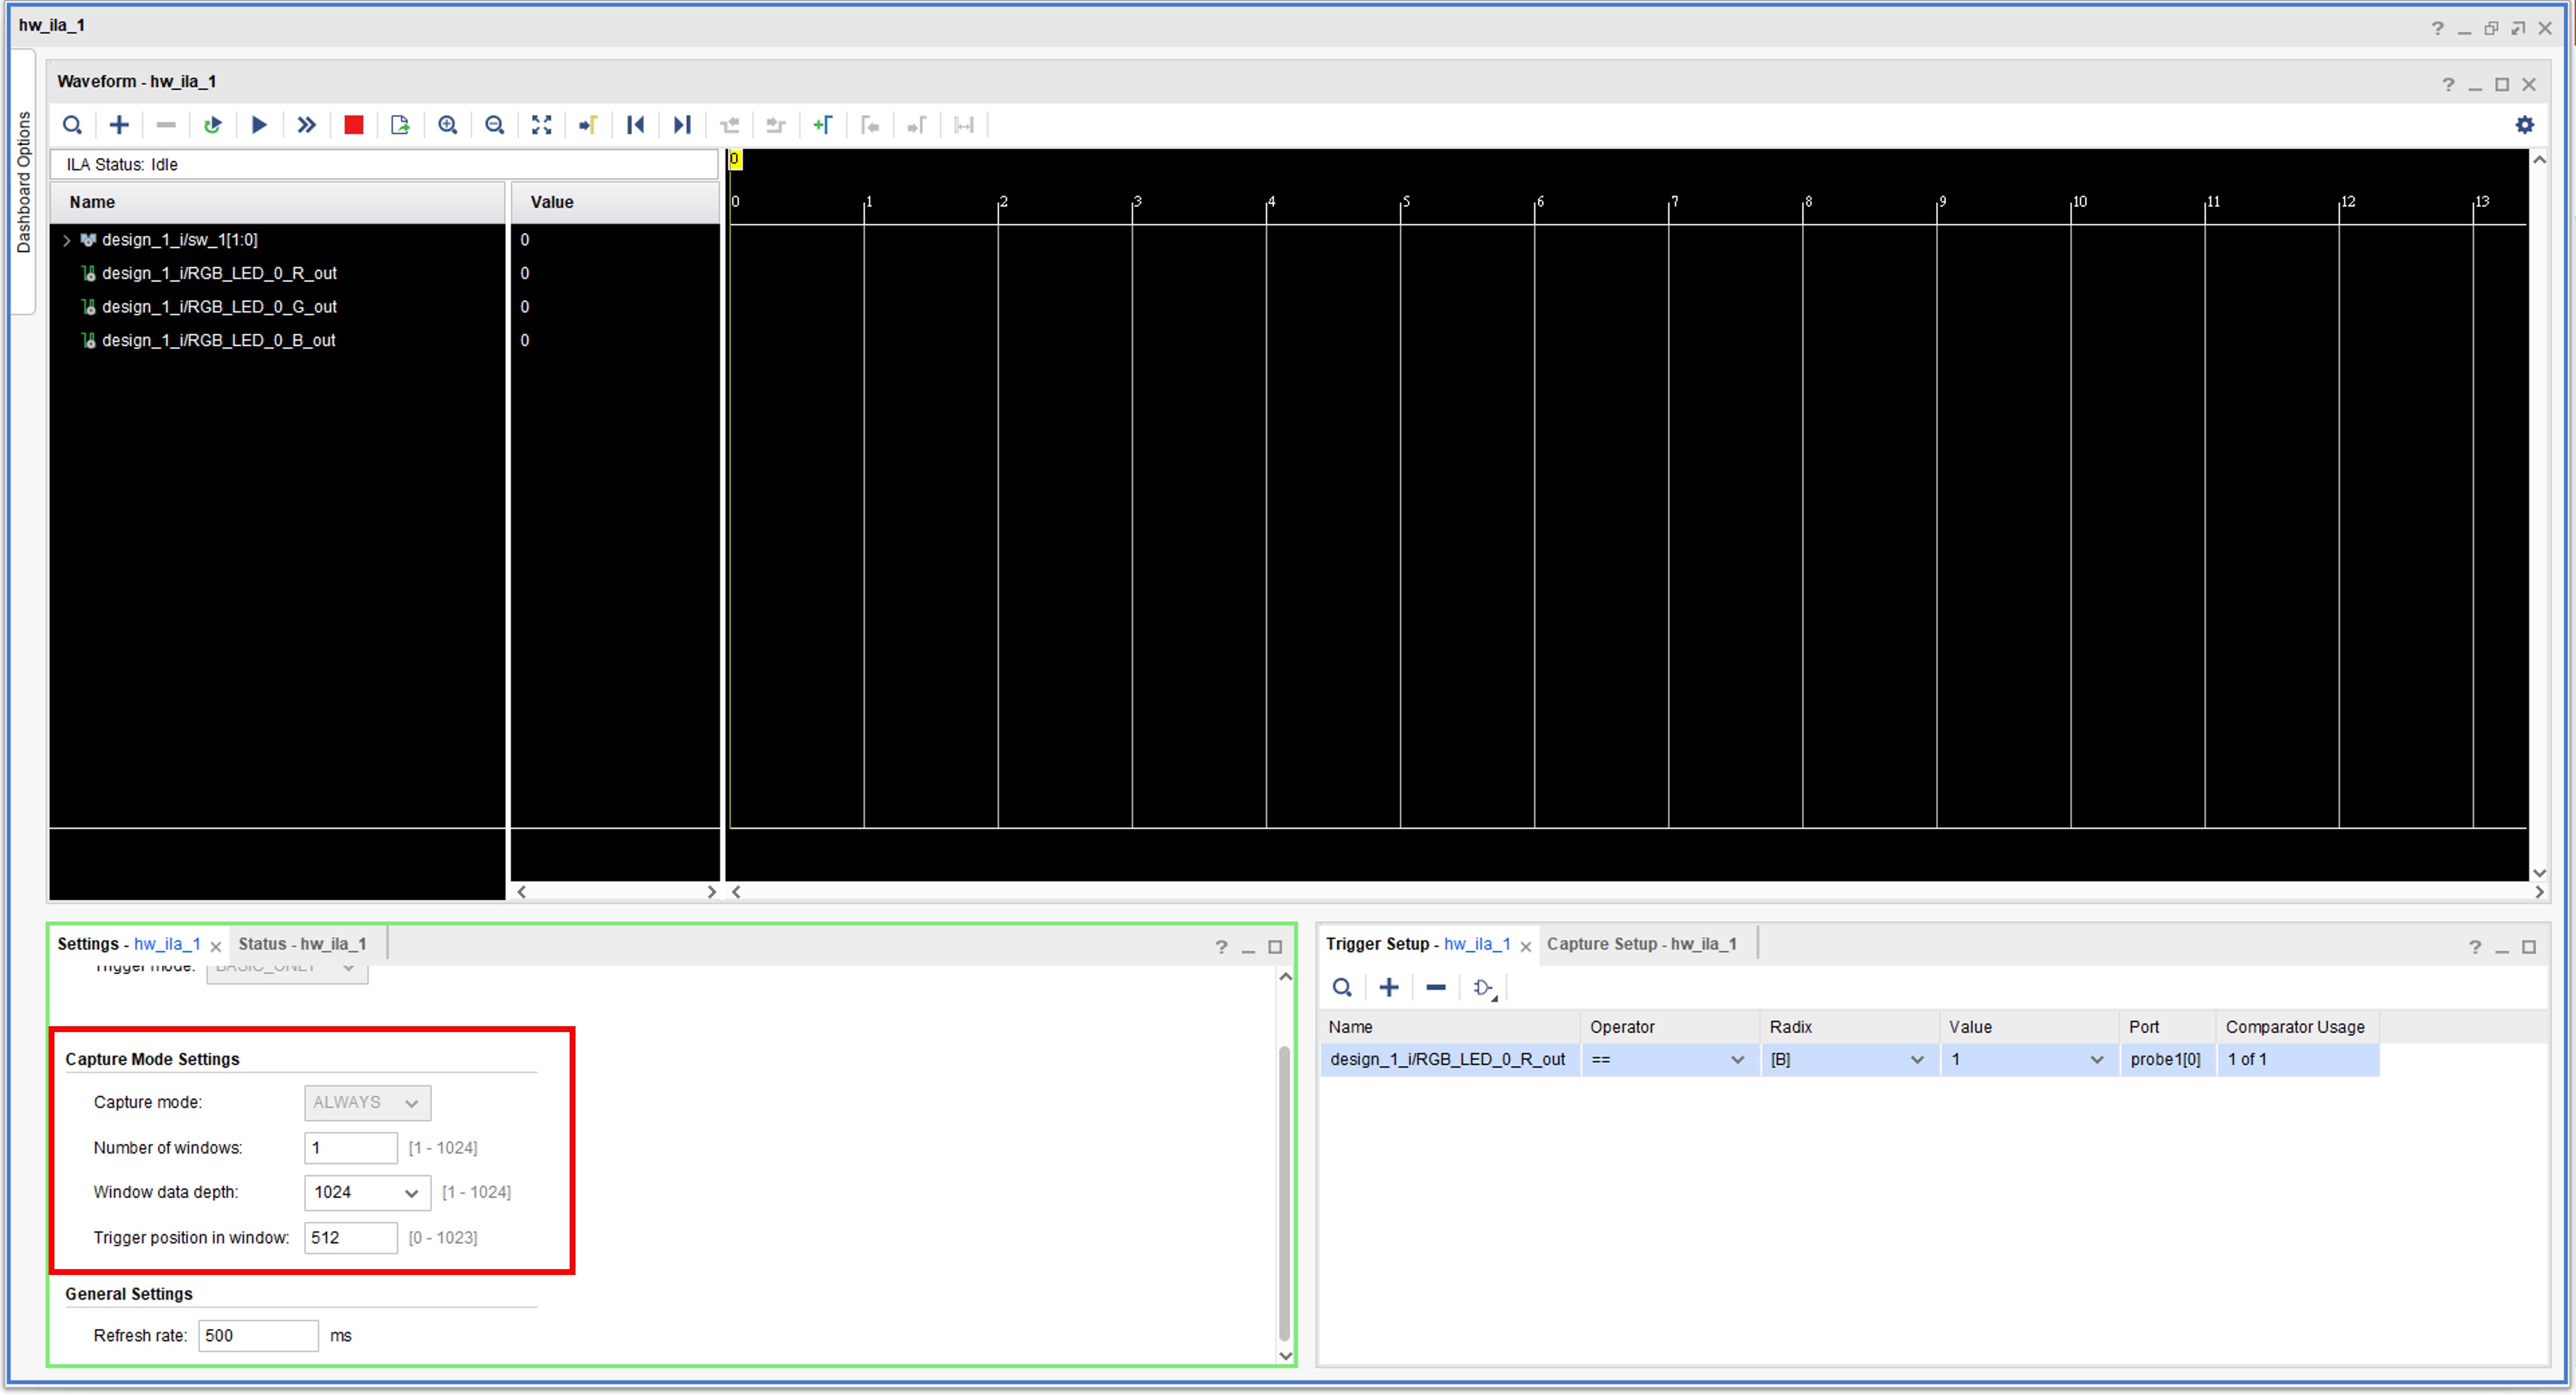 hw_ila_1
Dashboard Options
Waveform - hw_ila_1
ILA Status: Idle
0
Name Value
0 1 2 3 4 5 6 7 8 9 10 11 12 13
design_1_i/sw_1[1:0] 0
design_1_i/RGB_LED_0_R_out 0
design_1_i/RGB_LED_0_G_out 0
design_1_i/RGB_LED_0_B_out 0
Settings - hw_ila_1 Status - hw_ila_1
Trigger mode: BASIC_ONLY
Capture Mode Settings
Capture mode: ALWAYS
Number of windows: 1 [1 - 1024]
Window data depth: 1024 [1 - 1024]
Trigger position in window: 512 [0 - 1023]
General Settings
Refresh rate: 500 ms
Trigger Setup - hw_ila_1 Capture Setup - hw_ila_1
Name Operator Radix Value Port Comparator Usage
design_1_i/RGB_LED_0_R_out == [B] 1 probe1[0] 1 of 1